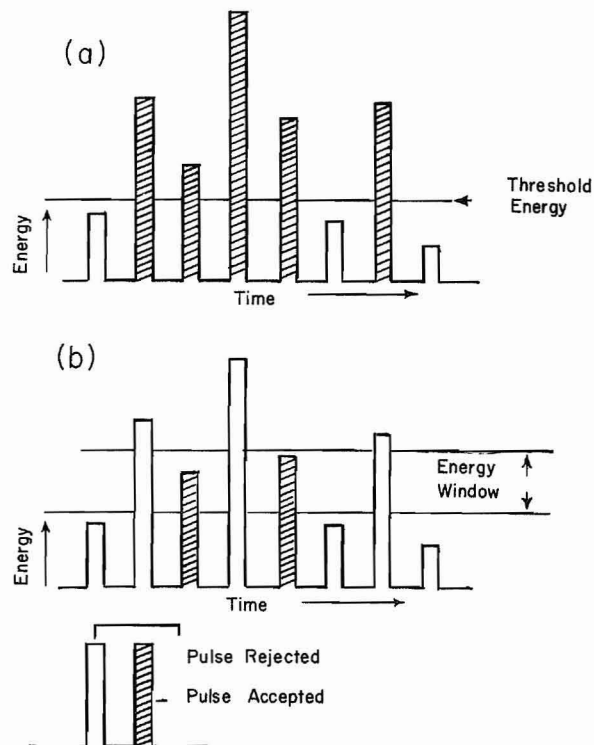 (a)
Threshold
Energy
Energy
Time
(b)
Energy
Window
Energy
Time
Pulse Rejected
Pulse Accepted